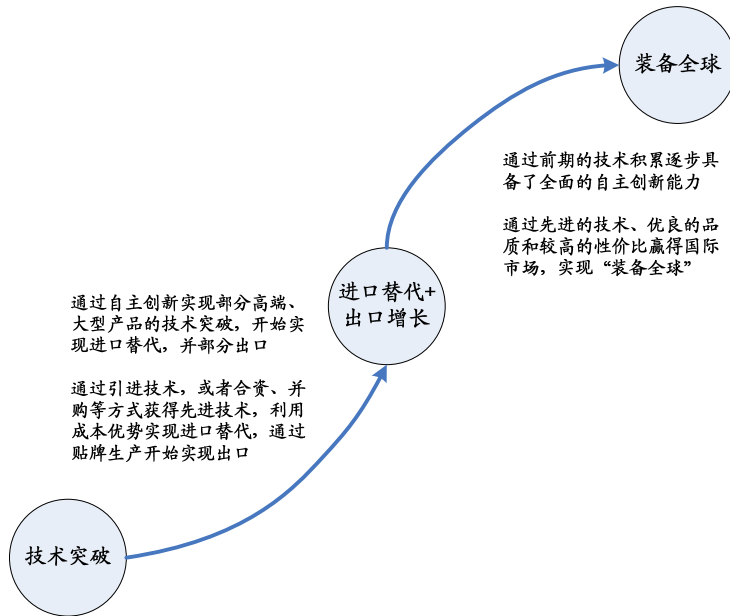 装备全球
通过前期的技术积累逐步具
备了全面的自主创新能力
通过先进的技术、优良的品
质和较高的性价比赢得国际
市场，实现“装备全球”
进口替代+
出口增长
通过自主创新实现部分高端、
大型产品的技术突破，开始实
现进口替代，并部分出口
通过引进技术，或者合资、并
购等方式获得先进技术，利用
成本优势实现进口替代，通过
贴牌生产开始实现出口
技术突破